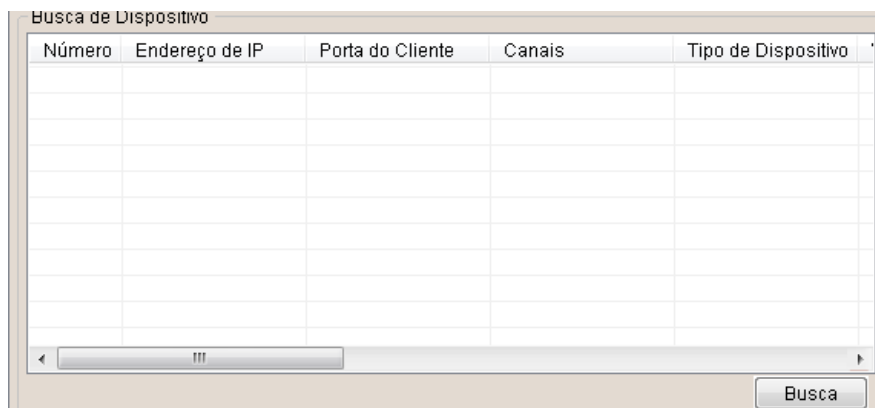 Busca de Dispositivo
Número Endereço de IP Porta do Cliente Canais Tipo de Dispositivo
Busca